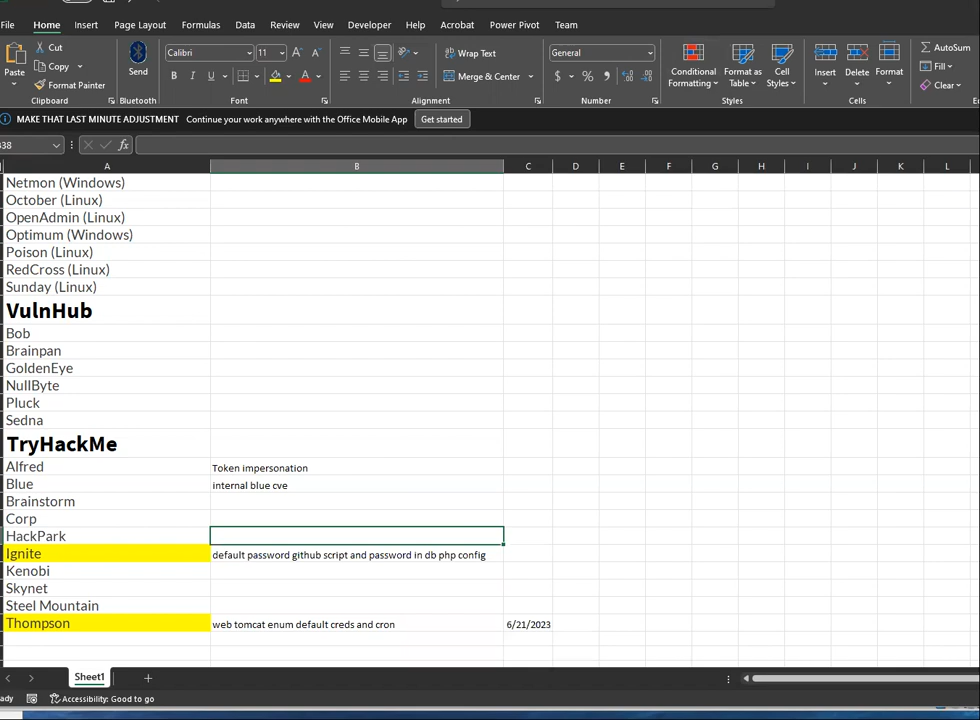 File Home Insert Page Layout Formulas Data Review View Developer Help Acrobat Power Pivot Team
Paste
Cut
Copy
Format Painter
Clipboard
Send
Bluetooth
Calibri 11 A A
B I U A
Font
ab Wrap Text
Merge & Center
Alignment
General
$ % ,
Number
Conditional Formatting
Format as Table
Cell Styles
Styles
Insert Delete Format
Cells
AutoSum
Fill
Clear
MAKE THAT LAST MINUTE ADJUSTMENT Continue your work anywhere with the Office Mobile App Get started
38 fx
A B C D E F G H I J K L
Netmon (Windows)
October (Linux)
OpenAdmin (Linux)
Optimum (Windows)
Poison (Linux)
RedCross (Linux)
Sunday (Linux)
VulnHub
Bob
Brainpan
GoldenEye
NullByte
Pluck
Sedna
TryHackMe
Alfred Token impersonation
Blue internal blue cve
Brainstorm
Corp
HackPark
Ignite default password github script and password in db php config
Kenobi
Skynet
Steel Mountain
Thompson web tomcat enum default creds and cron 6/21/2023
Sheet1
ady Accessibility: Good to go